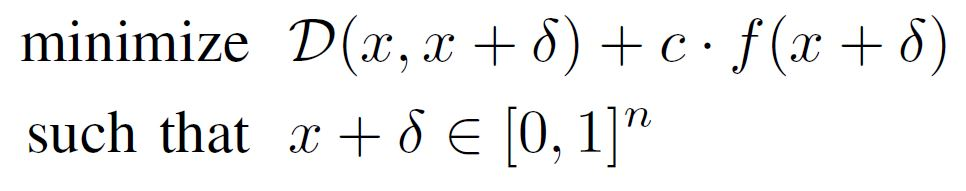 minimize 𝒟(x, x + δ) + c · f(x + δ)
such that x + δ ∈ [0, 1]ⁿ